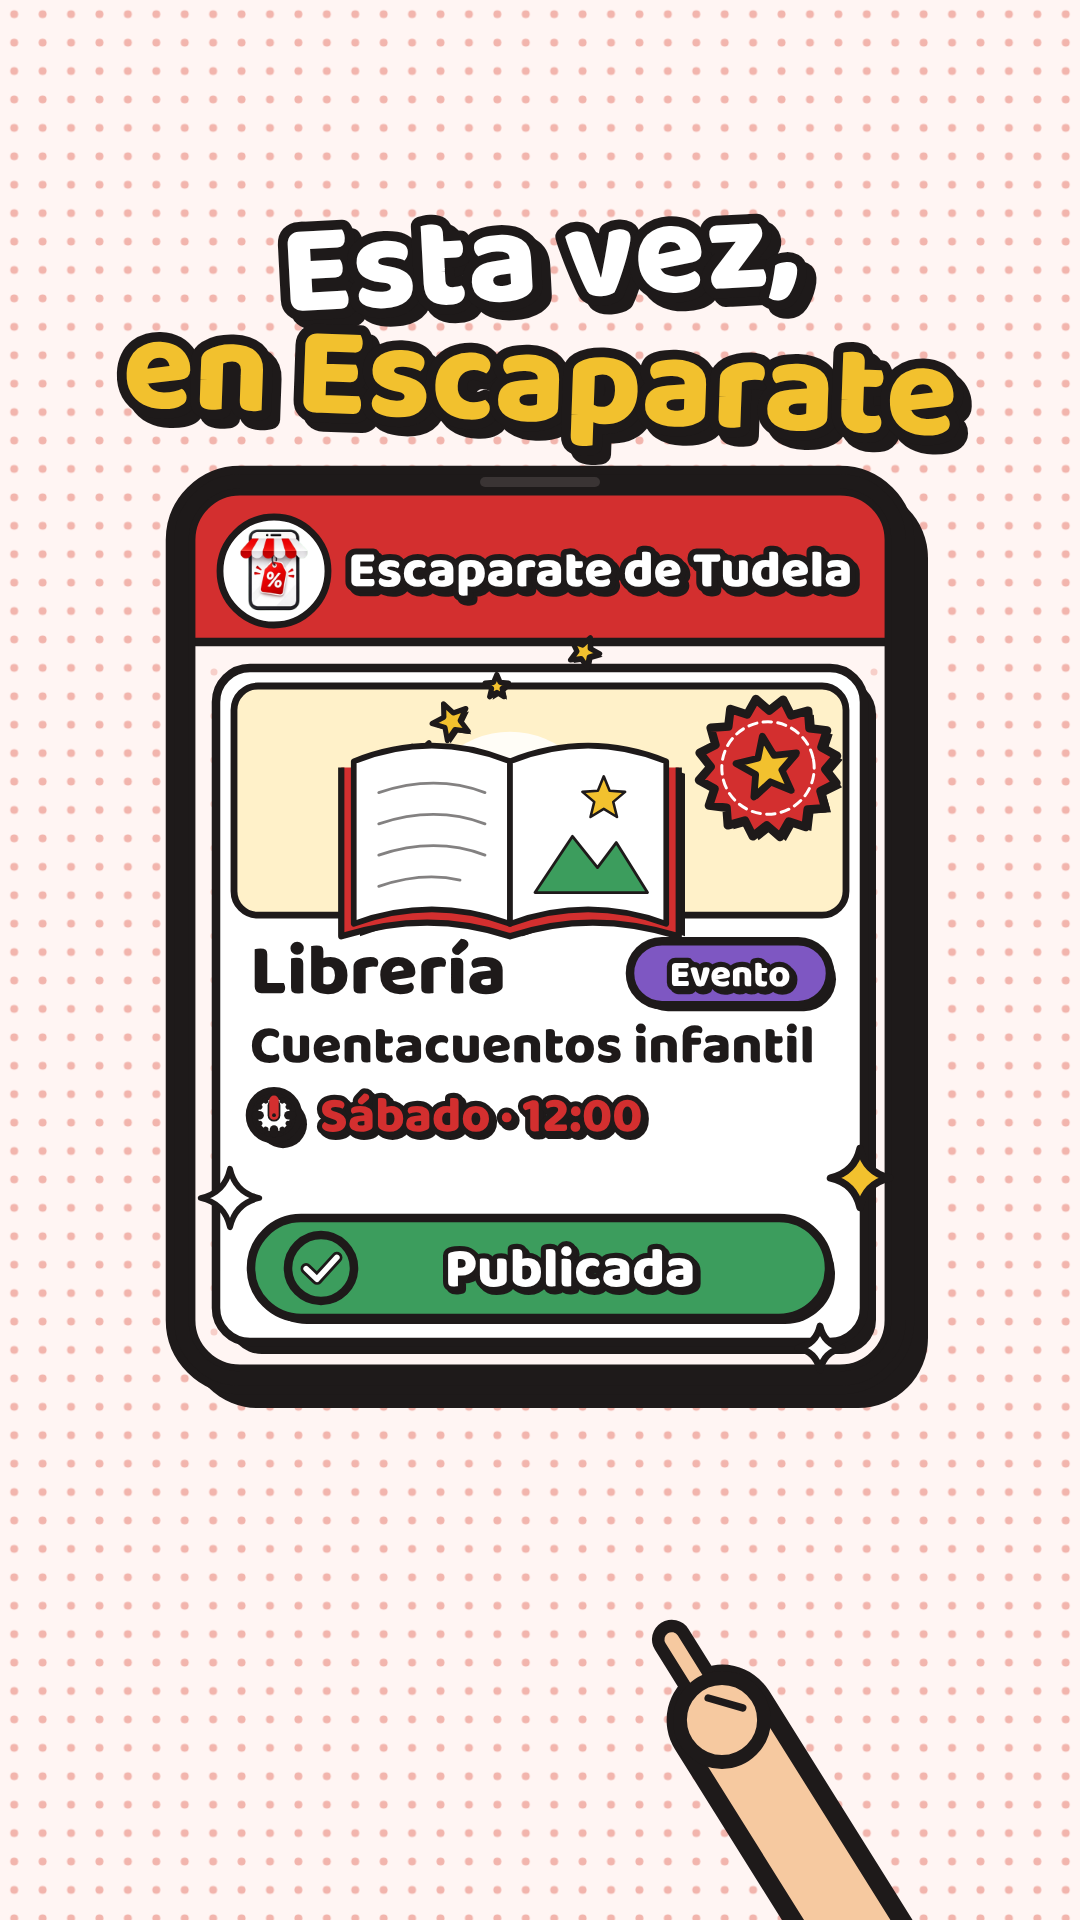 Esta vez,
en Escaparate
%
Escaparate de Tudela
Librería
Evento
Cuentacuentos infantil
Sábado • 12:00
Publicada